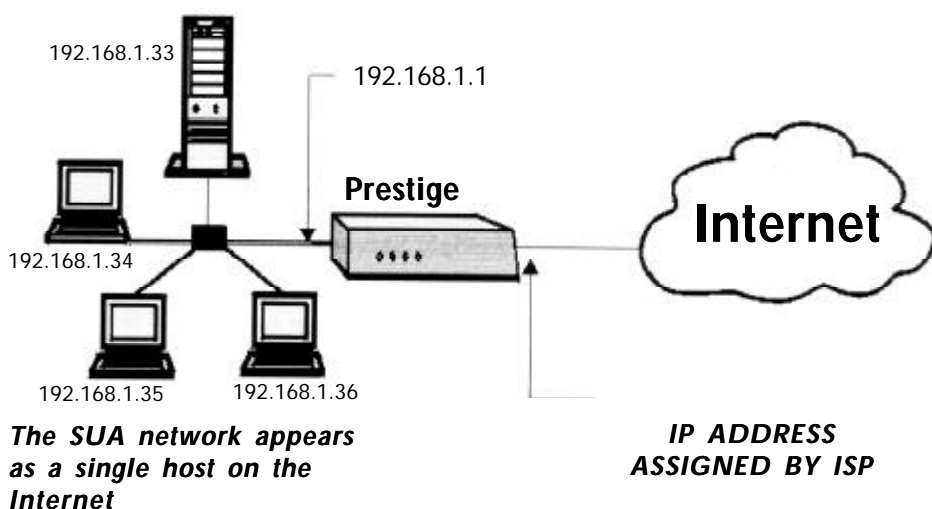 192.168.1.33
192.168.1.1
Prestige
Internet
192.168.1.34
192.168.1.35
192.168.1.36
The SUA network appears
as a single host on the
Internet
IP ADDRESS
ASSIGNED BY ISP